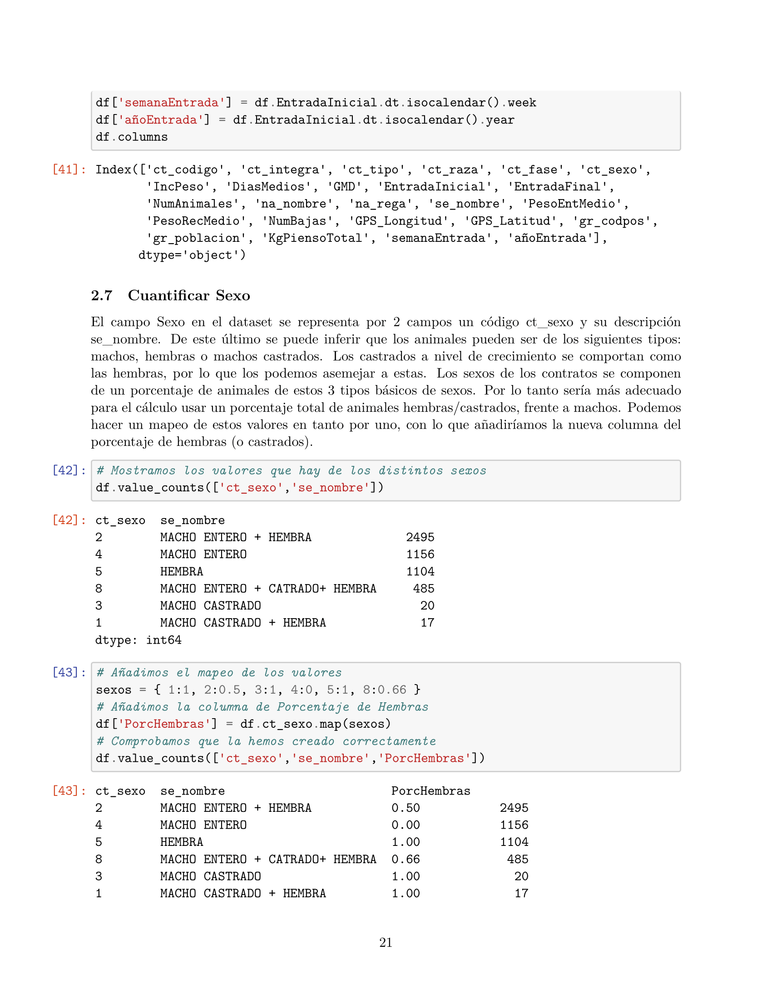 df['semanaEntrada'] = df.EntradaInicial.dt.isocalendar().week
df['añoEntrada'] = df.EntradaInicial.dt.isocalendar().year
df.columns
[41]: Index(['ct_codigo', 'ct_integra', 'ct_tipo', 'ct_raza', 'ct_fase', 'ct_sexo',
'IncPeso', 'DiasMedios', 'GMD', 'EntradaInicial', 'EntradaFinal',
'NumAnimales', 'na_nombre', 'na_rega', 'se_nombre', 'PesoEntMedio',
'PesoRecMedio', 'NumBajas', 'GPS_Longitud', 'GPS_Latitud', 'gr_codpos',
'gr_poblacion', 'KgPiensoTotal', 'semanaEntrada', 'añoEntrada'],
dtype='object')
2.7 Cuantificar Sexo
El campo Sexo en el dataset se representa por 2 campos un código ct_sexo y su descripción
se_nombre. De este último se puede inferir que los animales pueden ser de los siguientes tipos:
machos, hembras o machos castrados. Los castrados a nivel de crecimiento se comportan como
las hembras, por lo que los podemos asemejar a estas. Los sexos de los contratos se componen
de un porcentaje de animales de estos 3 tipos básicos de sexos. Por lo tanto sería más adecuado
para el cálculo usar un porcentaje total de animales hembras/castrados, frente a machos. Podemos
hacer un mapeo de estos valores en tanto por uno, con lo que añadiríamos la nueva columna del
porcentaje de hembras (o castrados).
[42]: # Mostramos los valores que hay de los distintos sexos
df.value_counts(['ct_sexo','se_nombre'])
[42]: ct_sexo se_nombre
2 MACHO ENTERO + HEMBRA 2495
4 MACHO ENTERO 1156
5 HEMBRA 1104
8 MACHO ENTERO + CATRADO+ HEMBRA 485
3 MACHO CASTRADO 20
1 MACHO CASTRADO + HEMBRA 17
dtype: int64
[43]: # Añadimos el mapeo de los valores
sexos = { 1:1, 2:0.5, 3:1, 4:0, 5:1, 8:0.66 }
# Añadimos la columna de Porcentaje de Hembras
df['PorcHembras'] = df.ct_sexo.map(sexos)
# Comprobamos que la hemos creado correctamente
df.value_counts(['ct_sexo','se_nombre','PorcHembras'])
[43]: ct_sexo se_nombre PorcHembras
2 MACHO ENTERO + HEMBRA 0.50 2495
4 MACHO ENTERO 0.00 1156
5 HEMBRA 1.00 1104
8 MACHO ENTERO + CATRADO+ HEMBRA 0.66 485
3 MACHO CASTRADO 1.00 20
1 MACHO CASTRADO + HEMBRA 1.00 17
21